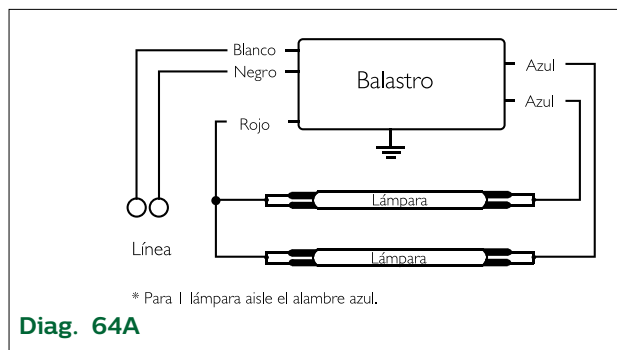 Blanco
Negro
Rojo
Balastro
Azul
Azul
Lámpara
Lámpara
Línea
* Para 1 lámpara aisle el alambre azul.
Diag. 64A